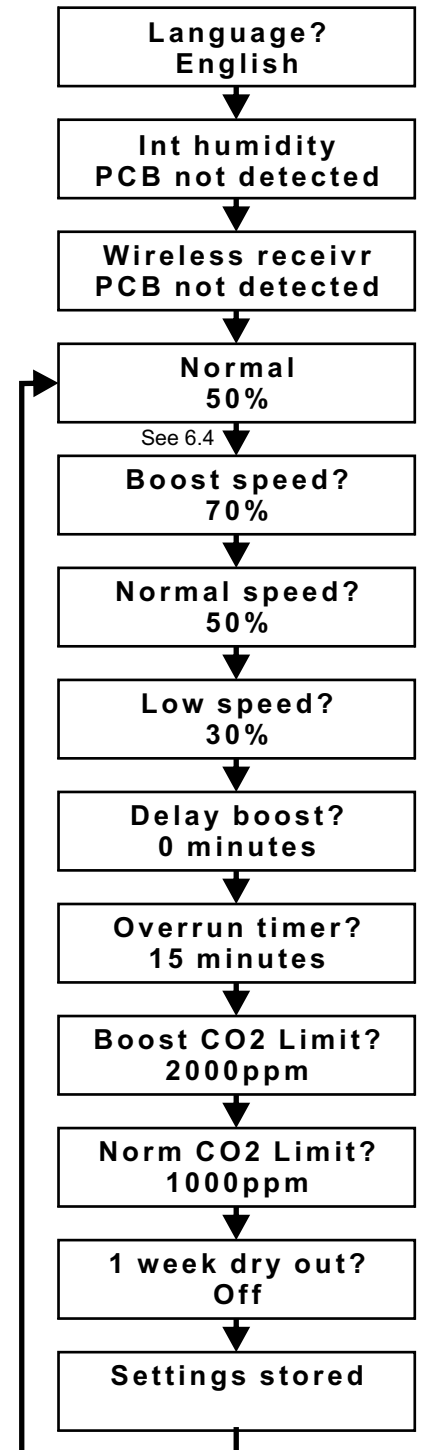 Language?
English
Int humidity
PCB not detected
Wireless receivr
PCB not detected
Normal
50%
See 6.4
Boost speed?
70%
Normal speed?
50%
Low speed?
30%
Delay boost?
0 minutes
Overrun timer?
15 minutes
Boost CO2 Limit?
2000ppm
Norm CO2 Limit?
1000ppm
1 week dry out?
Off
Settings stored